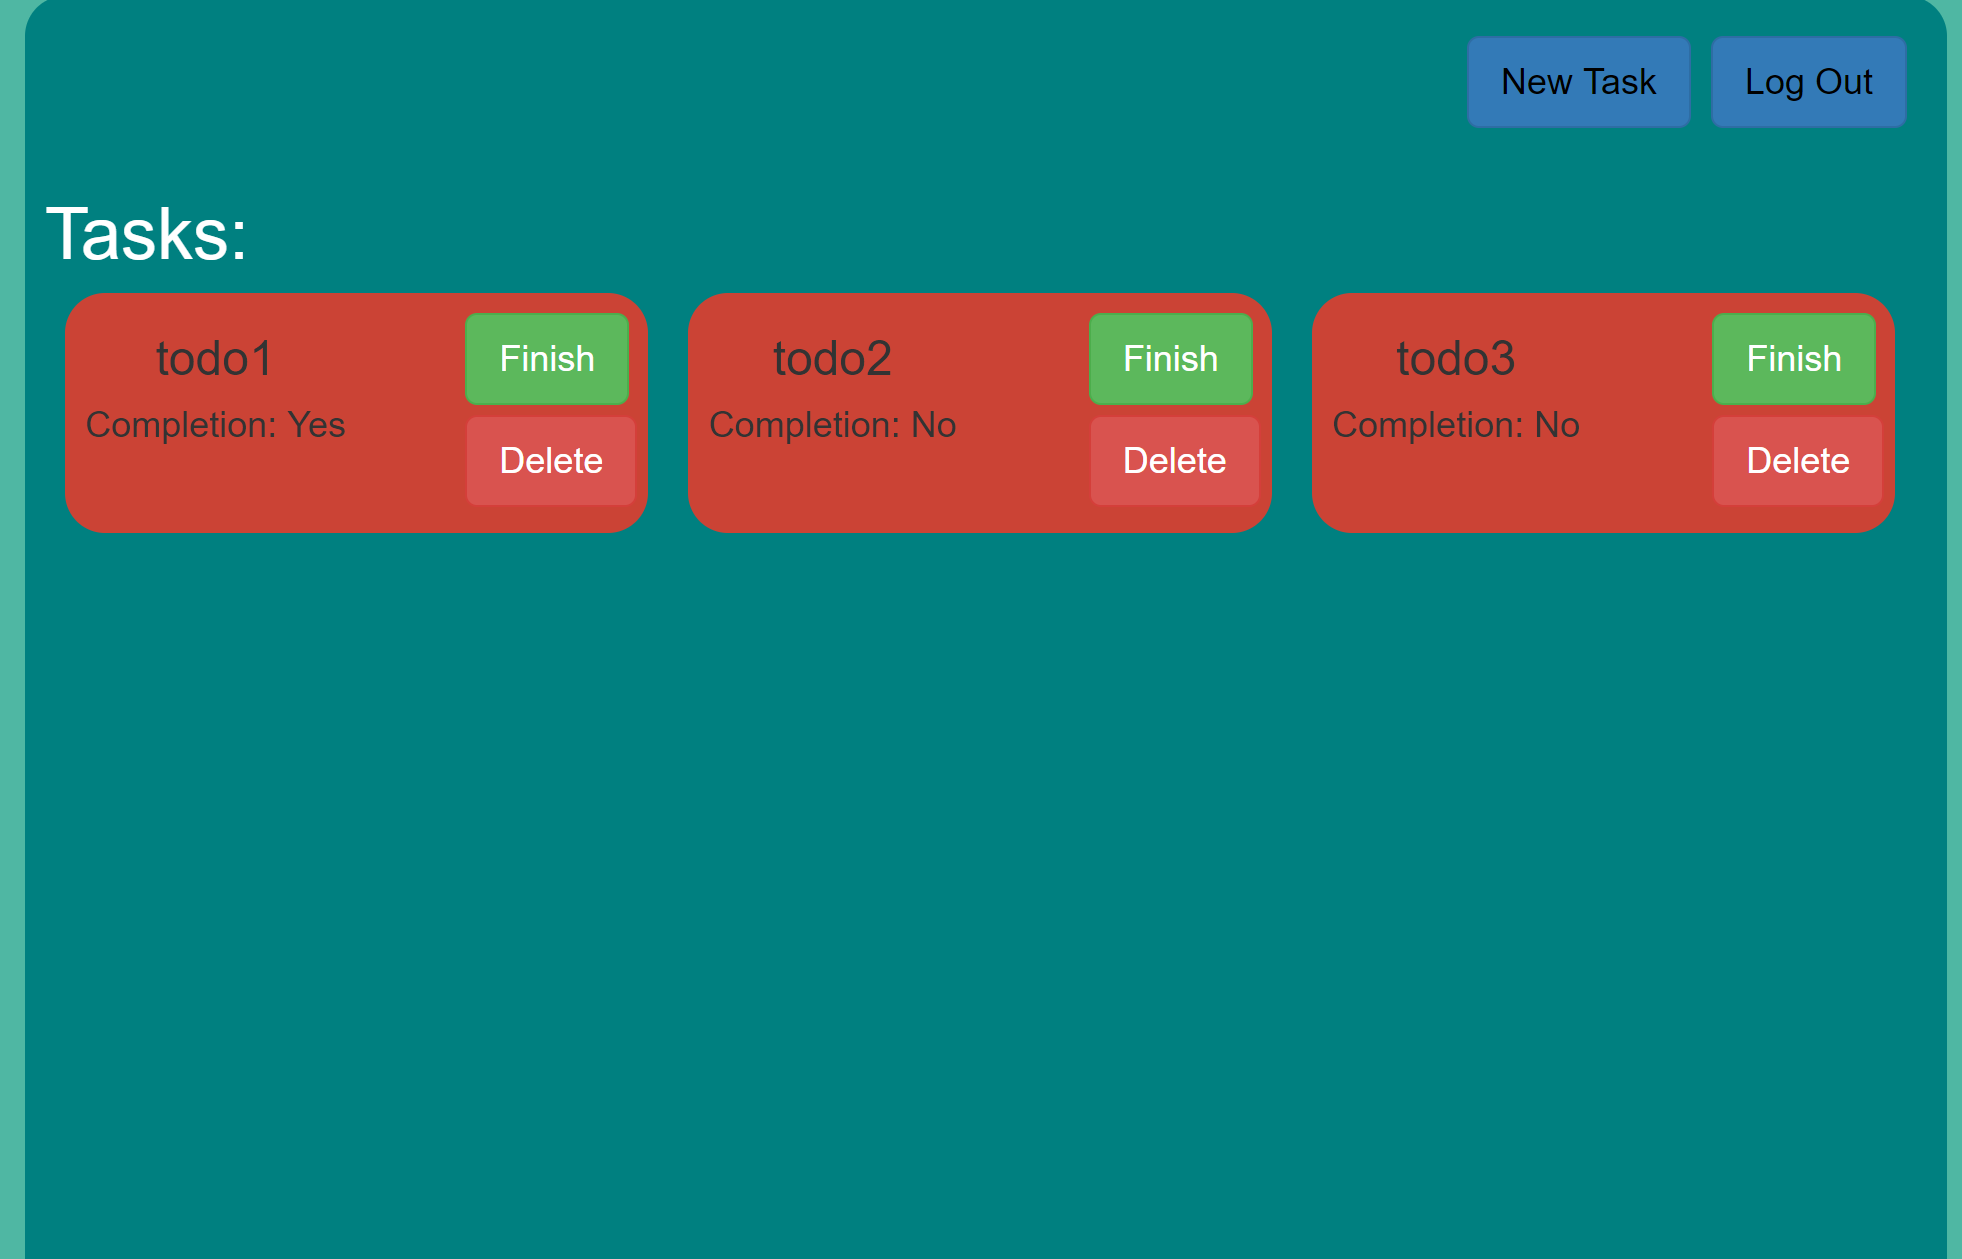 New Task Log Out
Tasks:
todo1
Completion: Yes
Finish
Delete
todo2
Completion: No
Finish
Delete
todo3
Completion: No
Finish
Delete